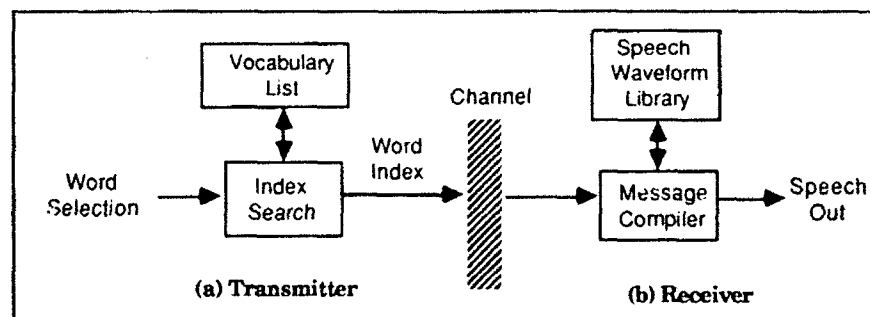 Vocabulary
List
Speech
Waveform
Library
Channel
Word
Index
Word
Selection
Index
Search
Message
Compiler
Speech
Out
(a) Transmitter
(b) Receiver